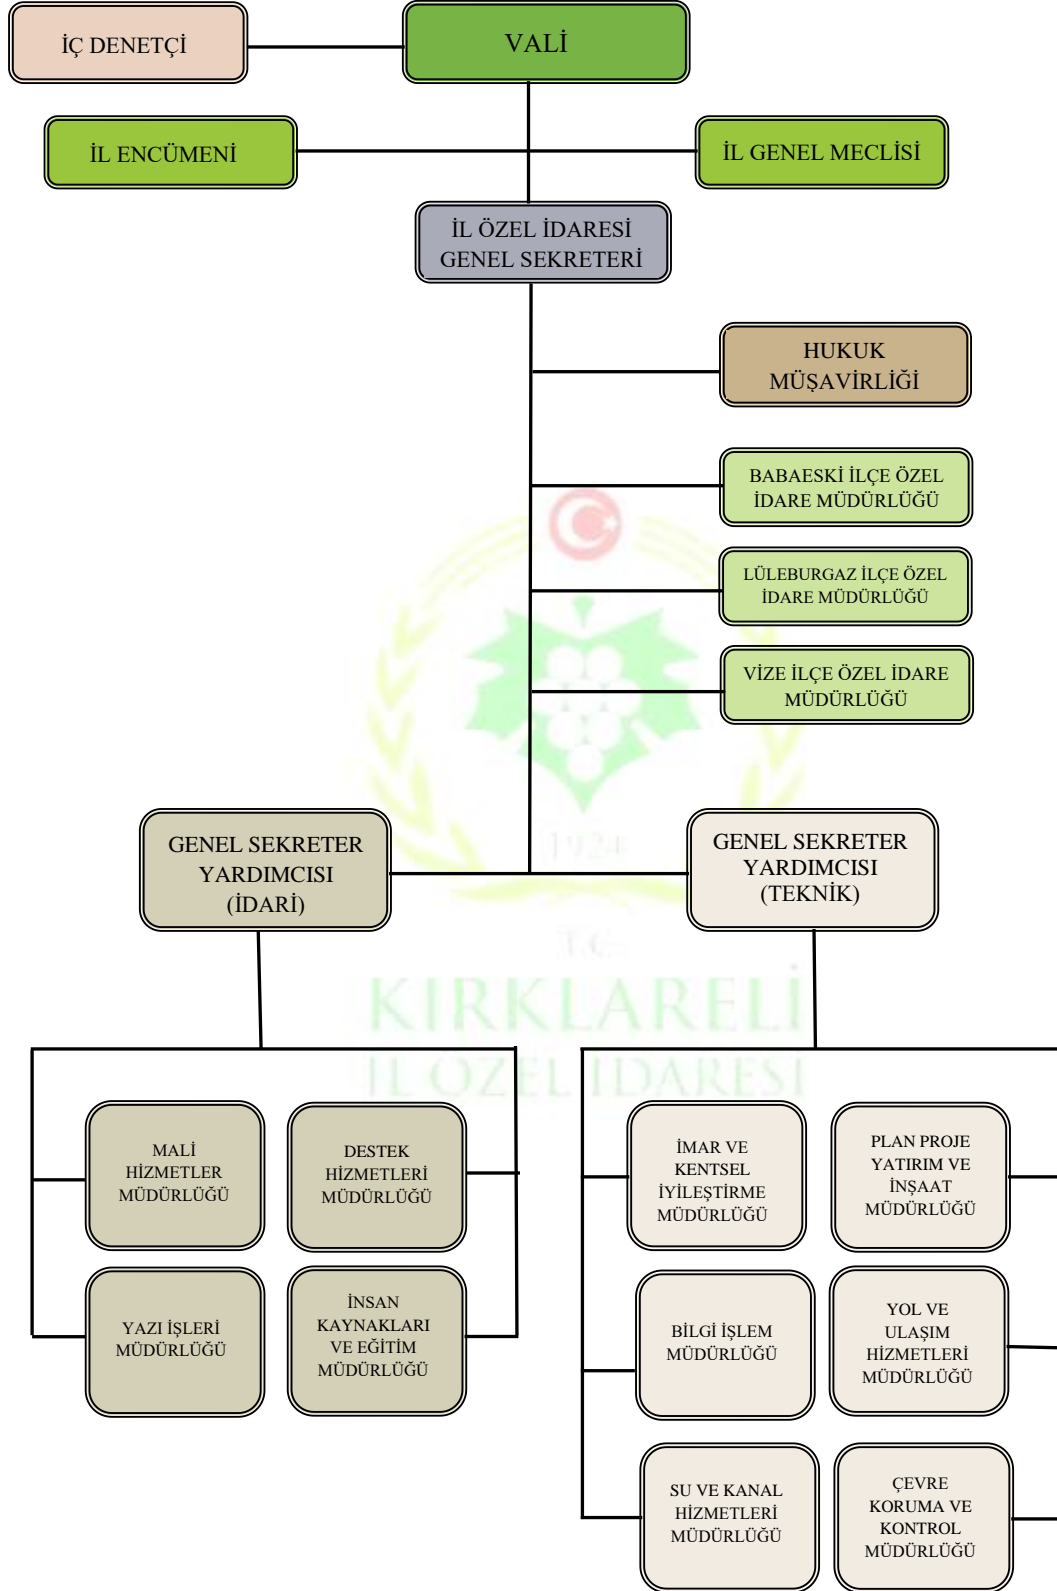 İÇ DENETÇİ
VALİ
İL ENCÜMENİ
İL GENEL MECLİSİ
İL ÖZEL İDARESİ
GENEL SEKRETERİ
HUKUK
MÜŞAVİRLİĞİ
BABAESKİ İLÇE ÖZEL
İDARE MÜDÜRLÜĞÜ
LÜLEBURGAZ İLÇE ÖZEL
İDARE MÜDÜRLÜĞÜ
VİZE İLÇE ÖZEL İDARE
MÜDÜRLÜĞÜ
GENEL SEKRETER
YARDIMCISI
(İDARİ)
1924
GENEL SEKRETER
YARDIMCISI
(TEKNİK)
T.C.
KIRKLARELİ
İL ÖZEL İDARESİ
MALİ
HİZMETLER
MÜDÜRLÜĞÜ
DESTEK
HİZMETLERİ
MÜDÜRLÜĞÜ
İMAR VE
KENTSEL
İYİLEŞTİRME
MÜDÜRLÜĞÜ
PLAN PROJE
YATIRIM VE
İNŞAAT
MÜDÜRLÜĞÜ
YAZI İŞLERİ
MÜDÜRLÜĞÜ
İNSAN
KAYNAKLARI
VE EĞİTİM
MÜDÜRLÜĞÜ
BİLGİ İŞLEM
MÜDÜRLÜĞÜ
YOL VE
ULAŞIM
HİZMETLERİ
MÜDÜRLÜĞÜ
SU VE KANAL
HİZMETLERİ
MÜDÜRLÜĞÜ
ÇEVRE
KORUMA VE
KONTROL
MÜDÜRLÜĞÜ